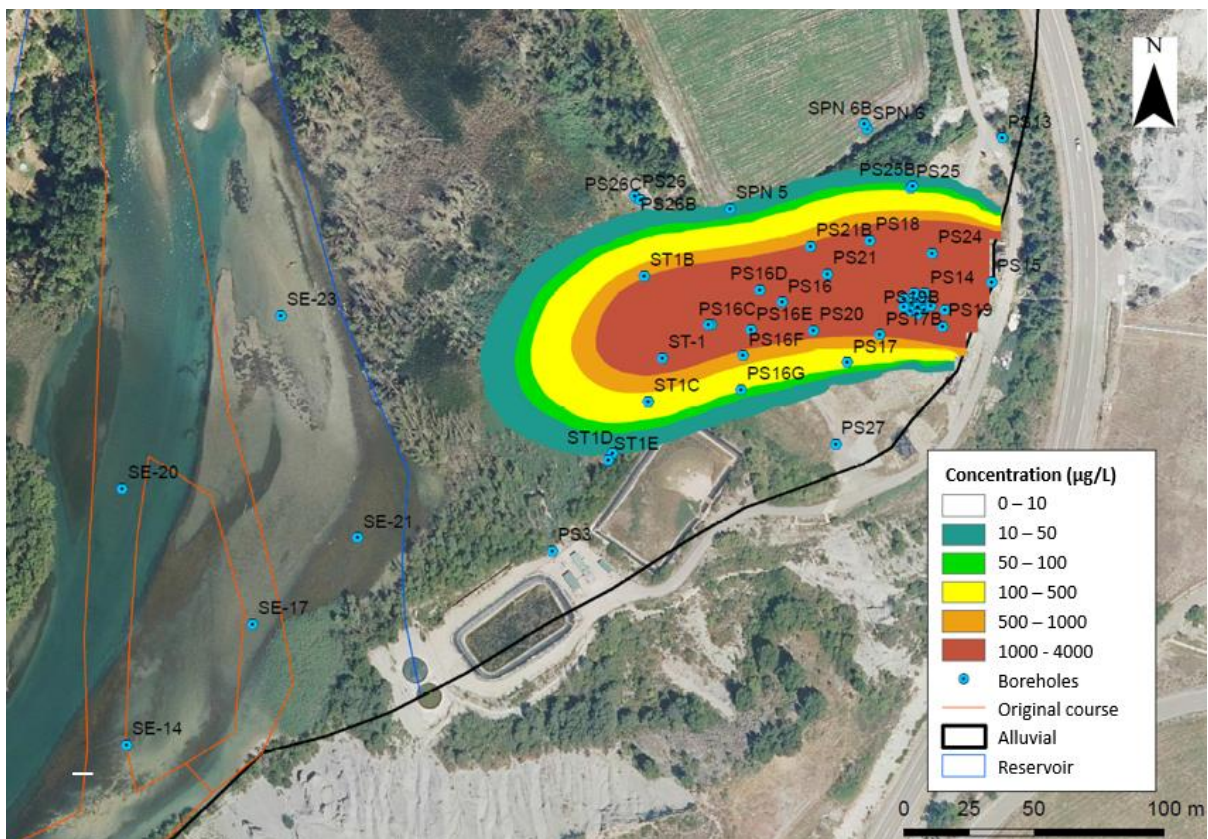 N
SPN 6B
SPN 6
PS13
PS26C
PS26
PS26B
SPN 5
PS25B
PS25
PS21B
PS18
PS24
ST1B
PS16D
PS21
PS14
PS15
PS16
SE-23
PS16C
PS16E
PS20
PS19B
PS19
PS17B
ST-1
PS16F
PS17
PS16G
ST1C
ST1D
ST1E
PS27
SE-20
SE-21
PS3
SE-17
SE-14
Concentration (µg/L)
0 – 10
10 – 50
50 – 100
100 – 500
500 – 1000
1000 - 4000
Boreholes
Original course
Alluvial
Reservoir
0 25 50 100 m